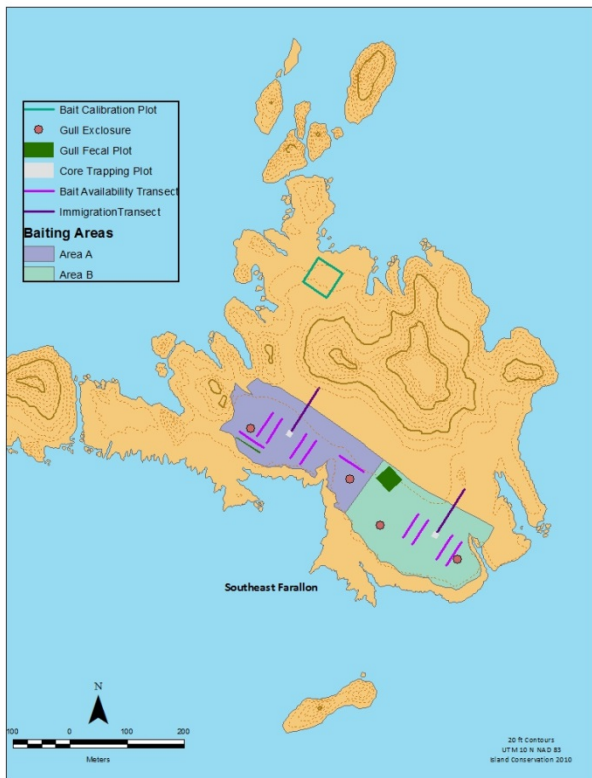 Bait Calibration Plot
Gull Exclosure
Gull Fecal Plot
Core Trapping Plot
Bait Availability Transect
ImmigrationTransect
Baiting Areas
Area A
Area B
Southeast Farallon
N
100 0 100 200
Meters
20 ft Contours
UTM 10 N NAD 83
Island Conservation 2010